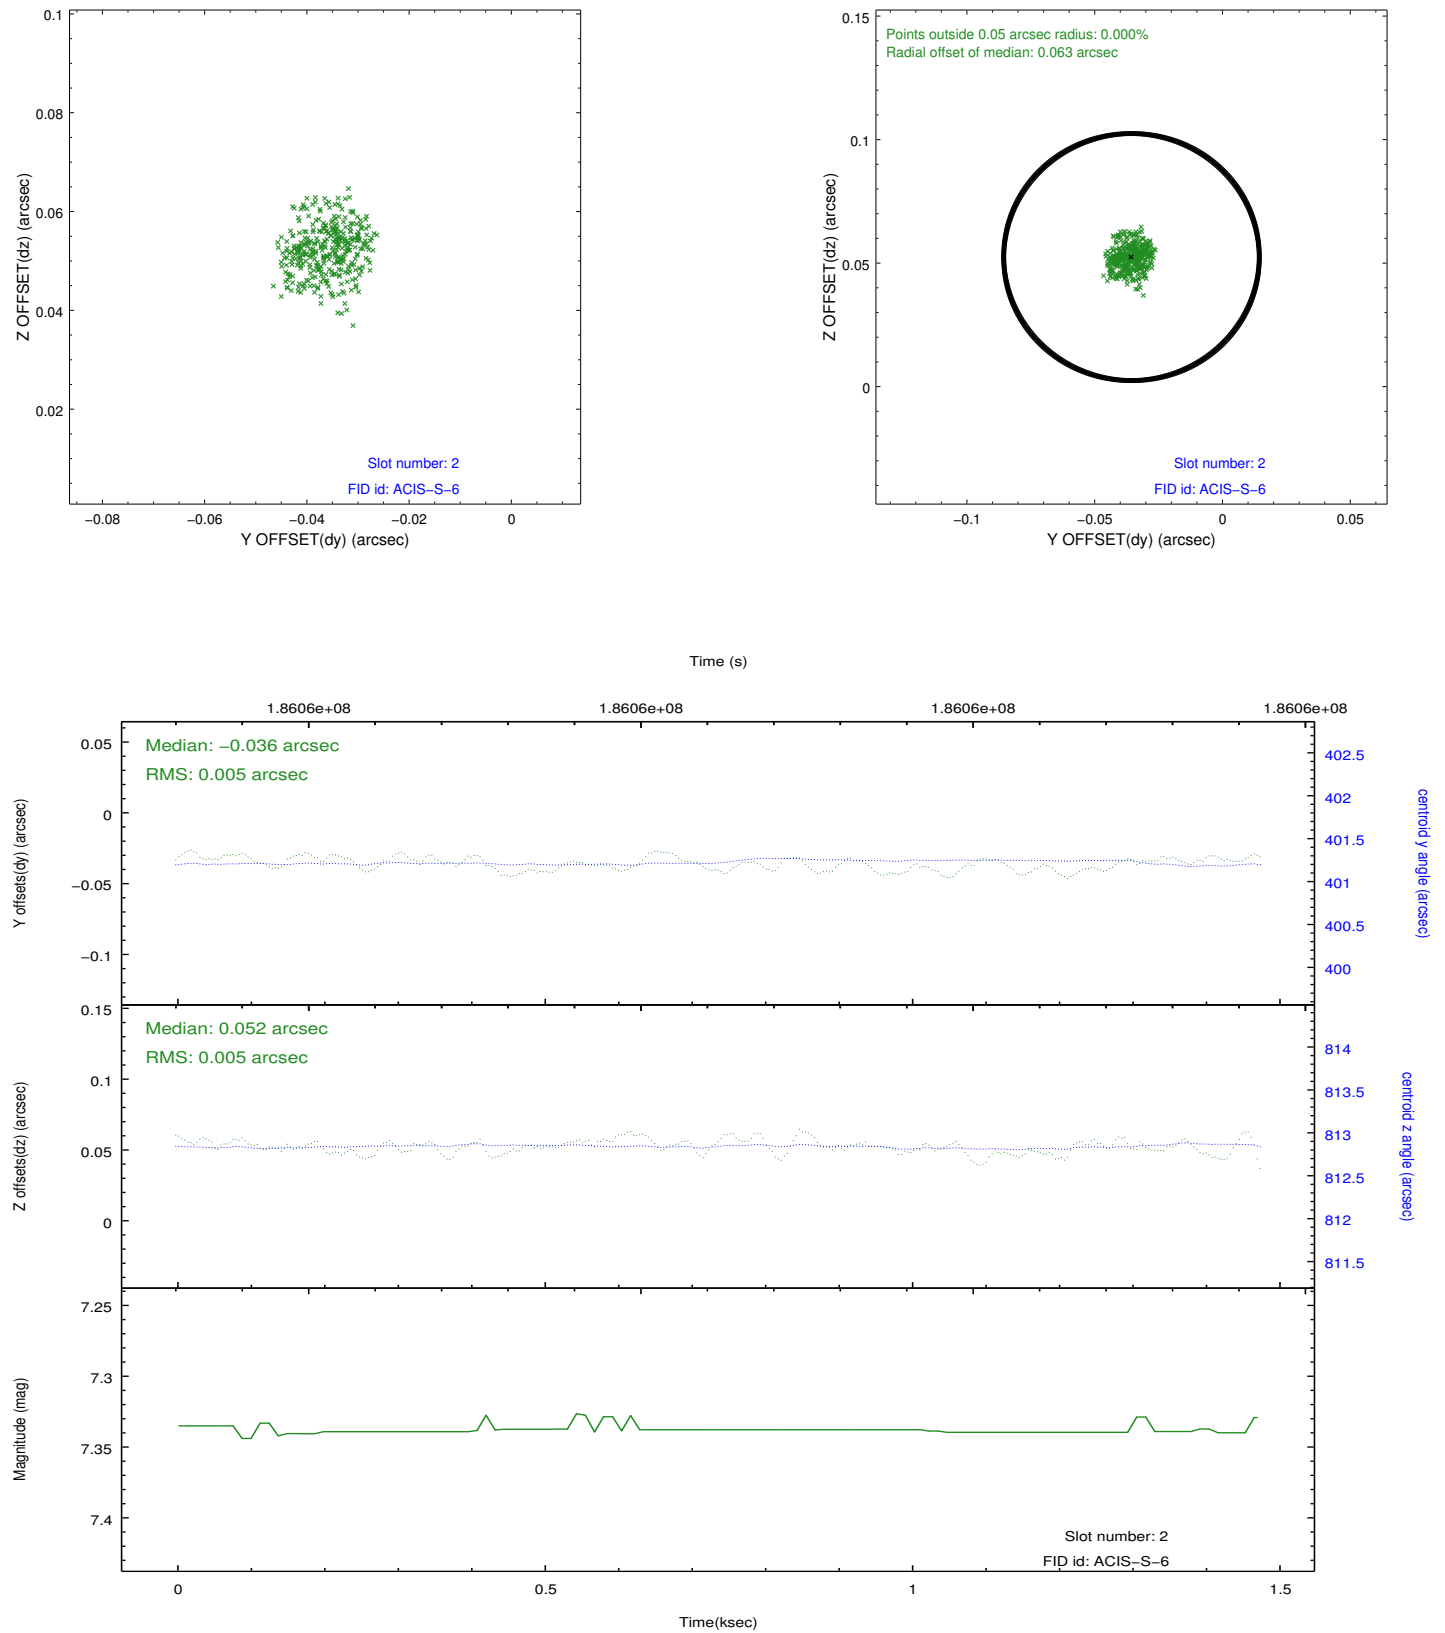 0.1
0.08
0.06
0.04
0.02
Z OFFSET(dz) (arcsec)
Slot number: 2
FID id: ACIS−S−6
−0.08 −0.06 −0.04 −0.02 0
Y OFFSET(dy) (arcsec)
Points outside 0.05 arcsec radius: 0.000%
Radial offset of median: 0.063 arcsec
0.15
0.1
0.05
0
Z OFFSET(dz) (arcsec)
Slot number: 2
FID id: ACIS−S−6
−0.1 −0.05 0 0.05
Y OFFSET(dy) (arcsec)
Time (s)
1.8606e+08 1.8606e+08 1.8606e+08 1.8606e+08
Median: −0.036 arcsec
RMS: 0.005 arcsec
0.05
0
−0.05
−0.1
Y offsets(dy) (arcsec)
402.5
402
401.5
401
400.5
400
centroid y angle (arcsec)
Median: 0.052 arcsec
RMS: 0.005 arcsec
0.15
0.1
0.05
0
Z offsets(dz) (arcsec)
814
813.5
813
812.5
812
811.5
centroid z angle (arcsec)
7.25
7.3
7.35
7.4
Magnitude (mag)
Slot number: 2
FID id: ACIS−S−6
0 0.5 1 1.5
Time(ksec)